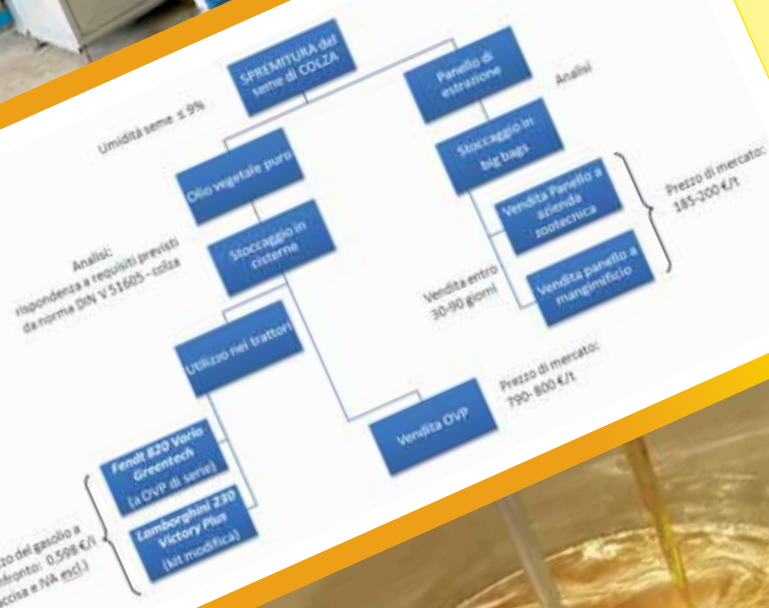 SPREMITURA del
seme di COLZA
Umidità seme ≤ 9%
Panello di
estrazione
Analisi
Olio vegetale puro
Stoccaggio in
big bags
Stoccaggio in
cisterne
Vendita Panello a
azienda
zootecnica
Vendita panello a
mangimificio
Prezzo di mercato:
185-200 €/t
Analisi:
rispondenza a requisiti previsti
da norma DIN V 51605 - colza
Vendita entro
30-90 giorni
Utilizzo nei trattori
Vendita OVP
Prezzo di mercato:
790- 800 €/t
Fendt 820 Vario
Greentech
(a OVP di serie)
Lamborghini 230
Victory Plus
(kit modifica)
zo del gasolio a
nfronto: 0,598 €/l
accisa e IVA escl.)